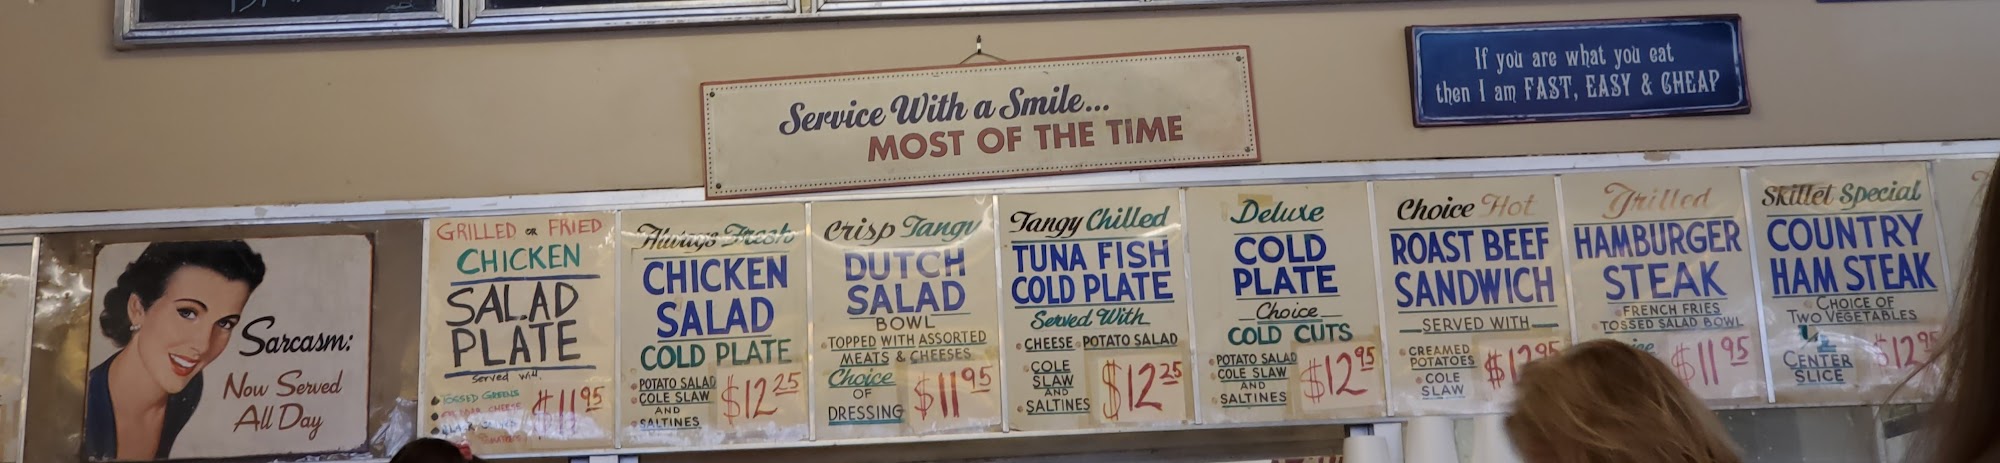 If you are what you eat
then I am FAST, EASY & CHEAP
Service With a Smile...
MOST OF THE TIME
Sarcasm:
Now Served
All Day
GRILLED OR FRIED
CHICKEN
SALAD
PLATE
Served with
TOSSED GREENS
CHEESE
$11.95
Always Fresh
CHICKEN
SALAD
COLD PLATE
• POTATO SALAD
• COLE SLAW
AND
• SALTINES
$12.25
Crisp Tangy
DUTCH
SALAD
BOWL
• TOPPED WITH ASSORTED
MEATS & CHEESES
Choice
OF
DRESSING
$11.95
Tangy Chilled
TUNA FISH
COLD PLATE
Served With
• CHEESE • POTATO SALAD
• COLE
SLAW
AND
• SALTINES
$12.25
Deluxe
COLD
PLATE
Choice
COLD CUTS
• POTATO SALAD
• COLE SLAW
AND
• SALTINES
$12.95
Choice Hot
ROAST BEEF
SANDWICH
SERVED WITH
• CREAMED
POTATOES
• COLE
SLAW
$12.95
Grilled
HAMBURGER
STEAK
• FRENCH FRIES
• TOSSED SALAD BOWL
$11.95
Skillet Special
COUNTRY
HAM STEAK
• CHOICE OF
TWO VEGETABLES
CENTER
SLICE
$12.95